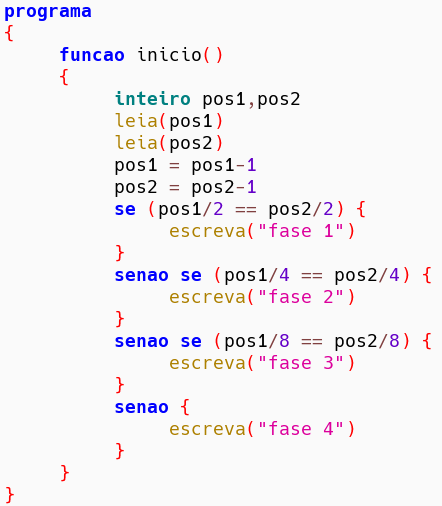 programa
{
funcao inicio()
{
inteiro pos1,pos2
leia(pos1)
leia(pos2)
pos1 = pos1-1
pos2 = pos2-1
se (pos1/2 == pos2/2) {
escreva("fase 1")
}
senao se (pos1/4 == pos2/4) {
escreva("fase 2")
}
senao se (pos1/8 == pos2/8) {
escreva("fase 3")
}
senao {
escreva("fase 4")
}
}
}